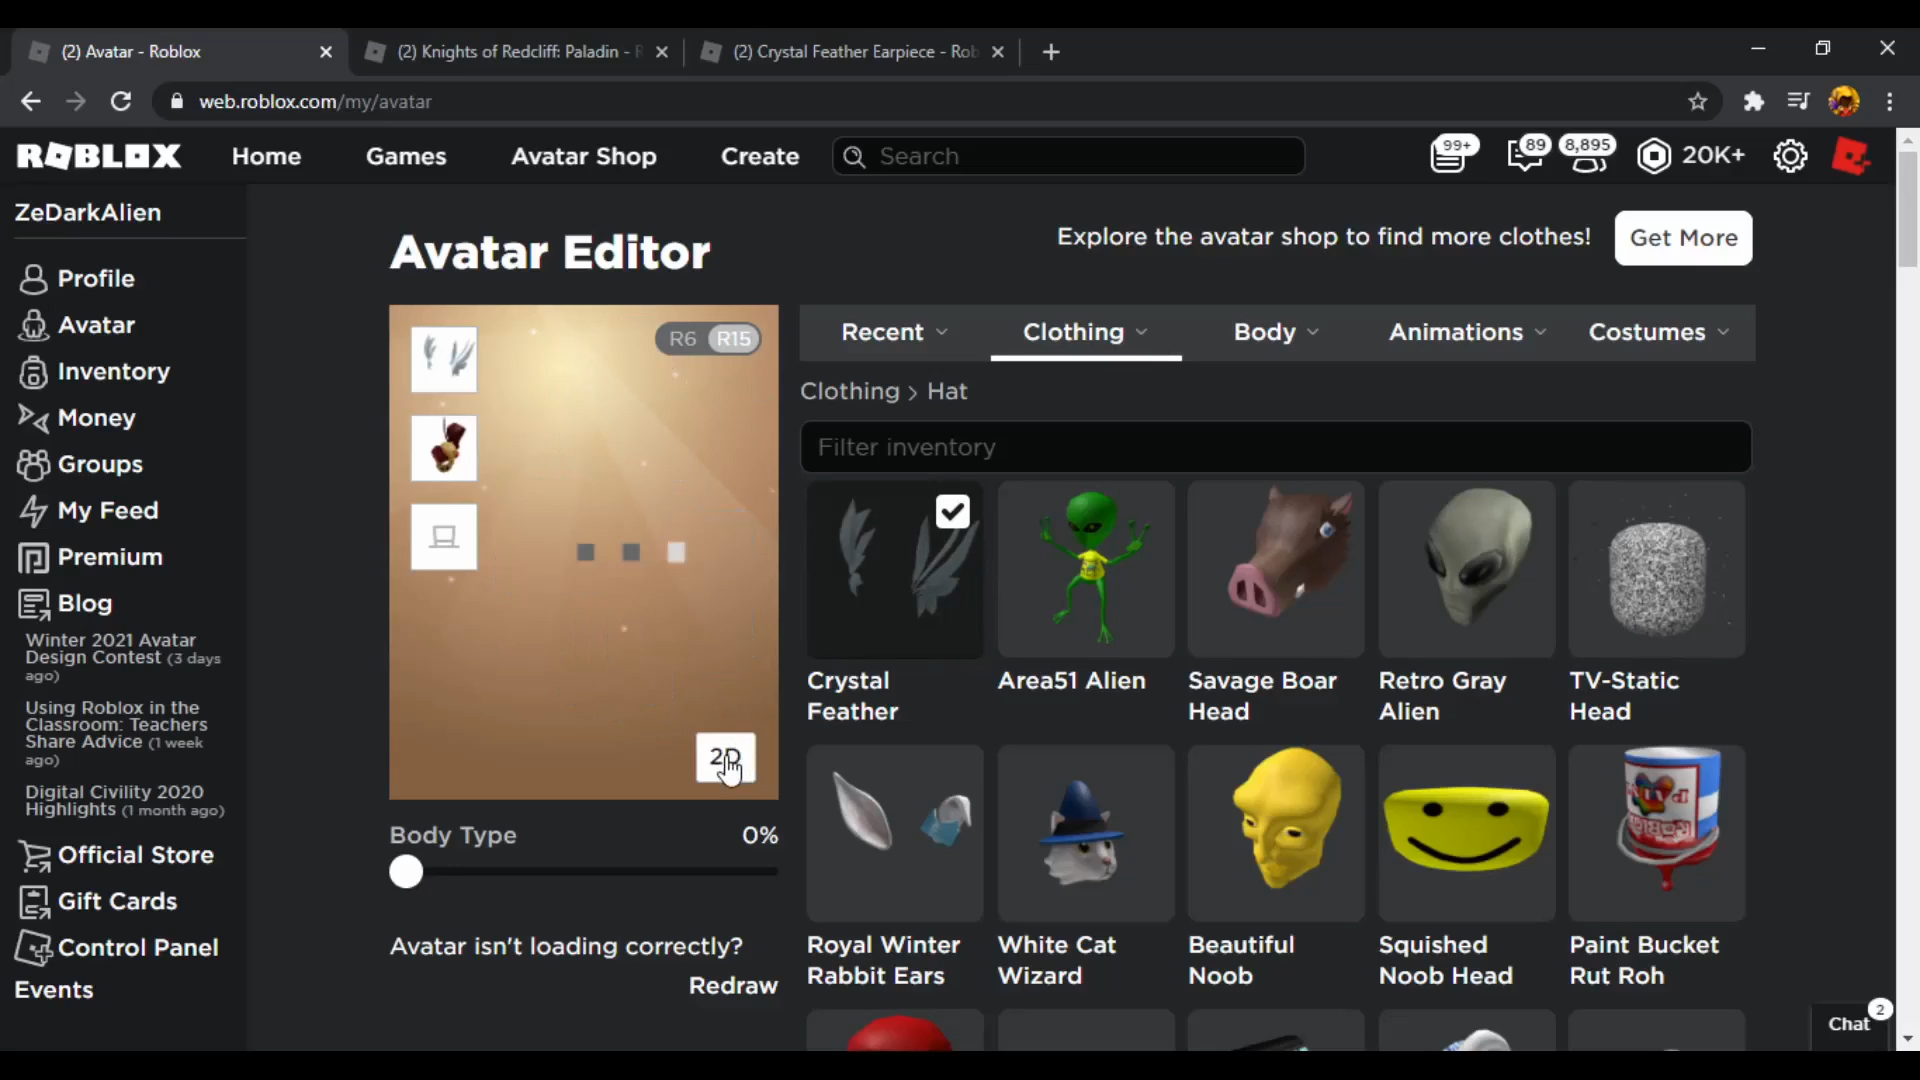 (2) Avatar - Roblox
(2) Knights of Redcliff: Paladin - R
(2) Crystal Feather Earpiece - Rob
web.roblox.com/my/avatar
ROBLOX
Home
Games
Avatar Shop
Create
Search
99+
89
8,895
20K+
ZeDarkAlien
Profile
Avatar
Inventory
Money
Groups
My Feed
Premium
Blog
Winter 2021 Avatar
Design Contest (3 days
ago)
Using Roblox in the
Classroom: Teachers
Share Advice (1 week
ago)
Digital Civility 2020
Highlights (1 month ago)
Official Store
Gift Cards
Control Panel
Events
Avatar Editor
Explore the avatar shop to find more clothes!
Get More
R6
R15
2D
Body Type
0%
Avatar isn't loading correctly?
Redraw
Recent
Clothing
Body
Animations
Costumes
Clothing > Hat
Filter inventory
Crystal
Feather
Area51 Alien
Savage Boar
Head
Retro Gray
Alien
TV-Static
Head
Royal Winter
Rabbit Ears
White Cat
Wizard
Beautiful
Noob
Squished
Noob Head
Paint Bucket
Rut Roh
Chat
2